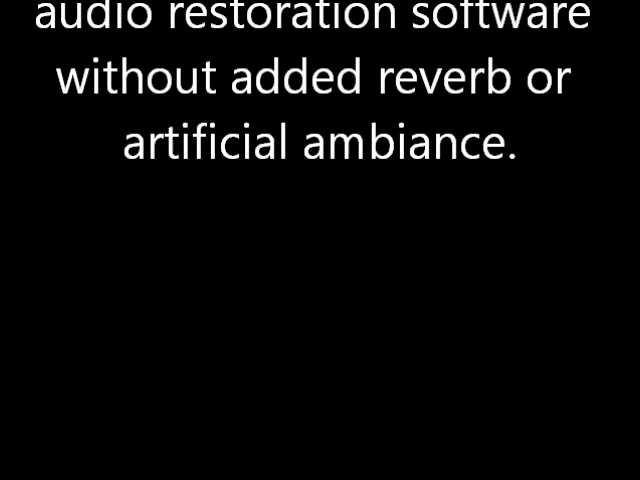 audio restoration software
without added reverb or
artificial ambiance.